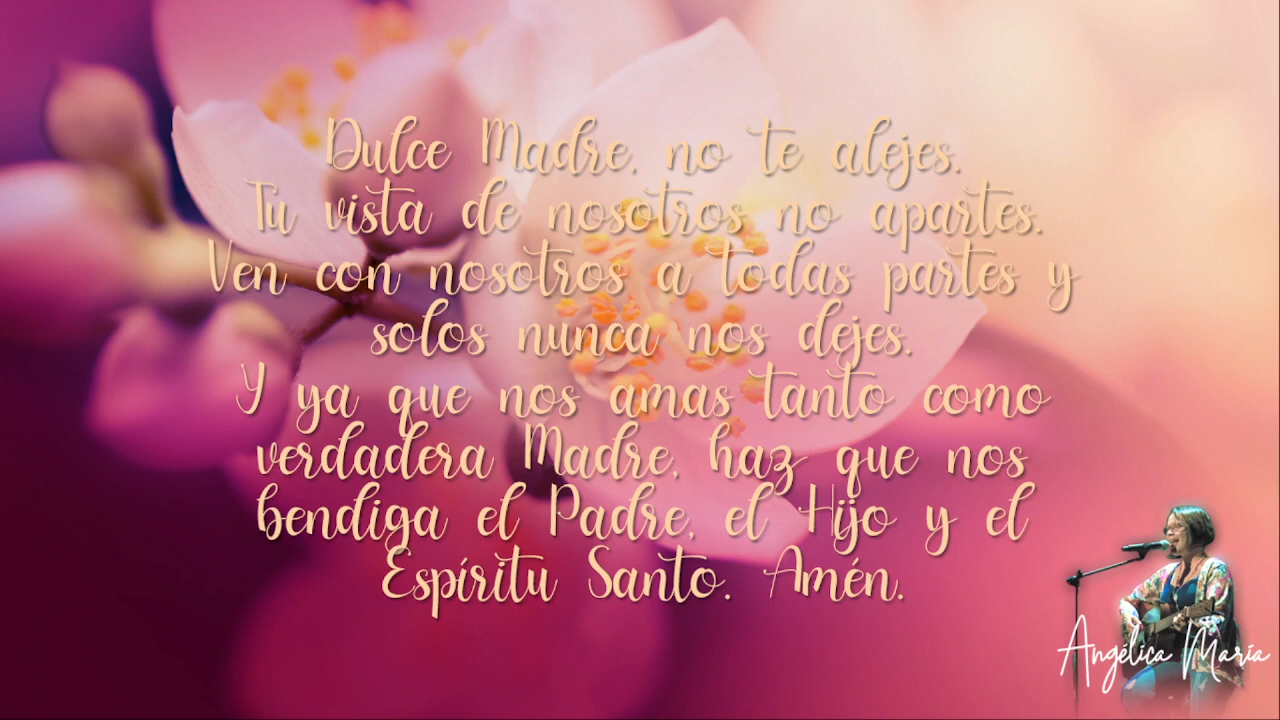 Dulce Madre, no te alejes.
Tu vista de nosotros no apartes.
Ven con nosotros a todas partes y
solos nunca nos dejes.
Y ya que nos amas tanto como
verdadera Madre, haz que nos
bendiga el Padre, el Hijo y el
Espíritu Santo. Amén.
Angélica María